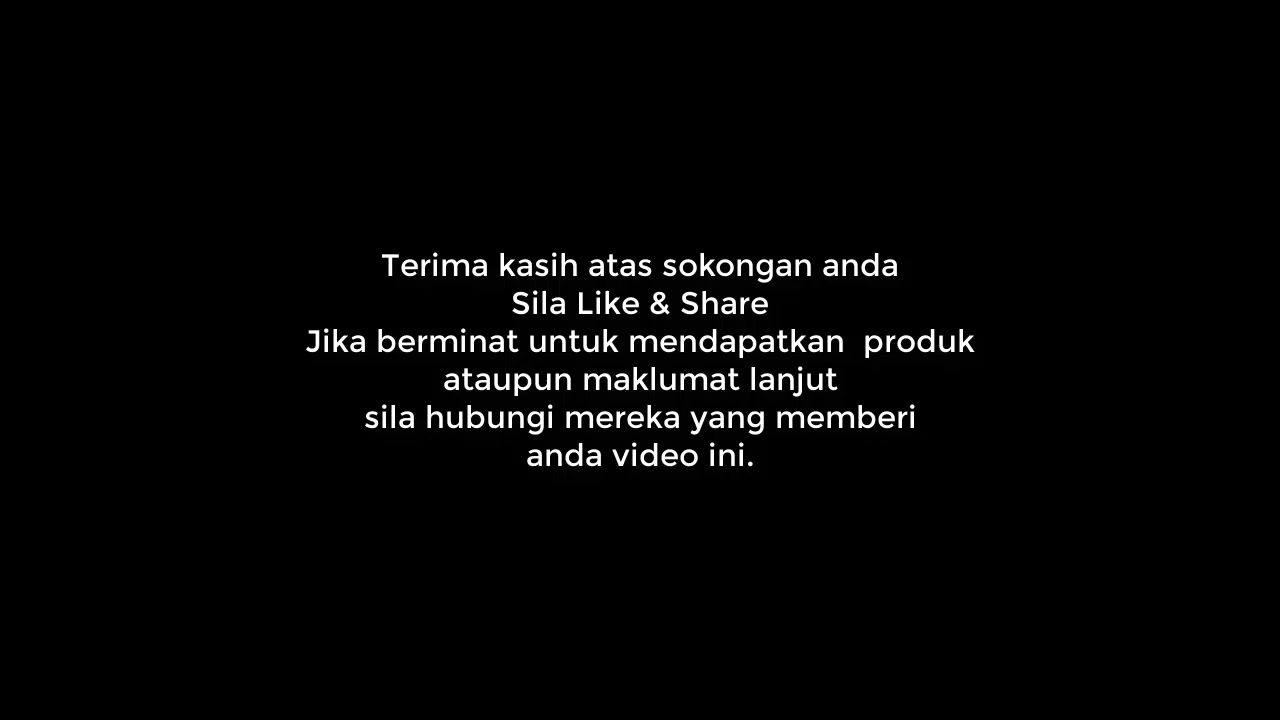 Terima kasih atas sokongan anda
Sila Like & Share
Jika berminat untuk mendapatkan  produk
ataupun maklumat lanjut
sila hubungi mereka yang memberi
anda video ini.